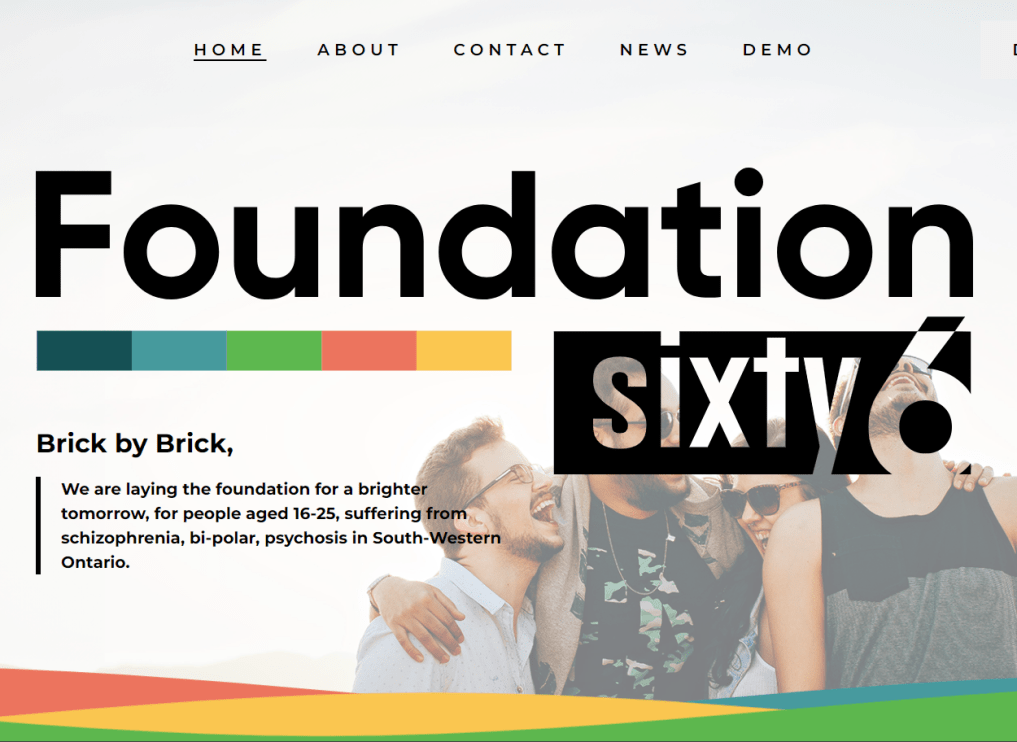 HOME ABOUT CONTACT NEWS DEMO
Foundation
sixty6
Brick by Brick,
We are laying the foundation for a brighter
tomorrow, for people aged 16-25, suffering from
schizophrenia, bi-polar, psychosis in South-Western
Ontario.